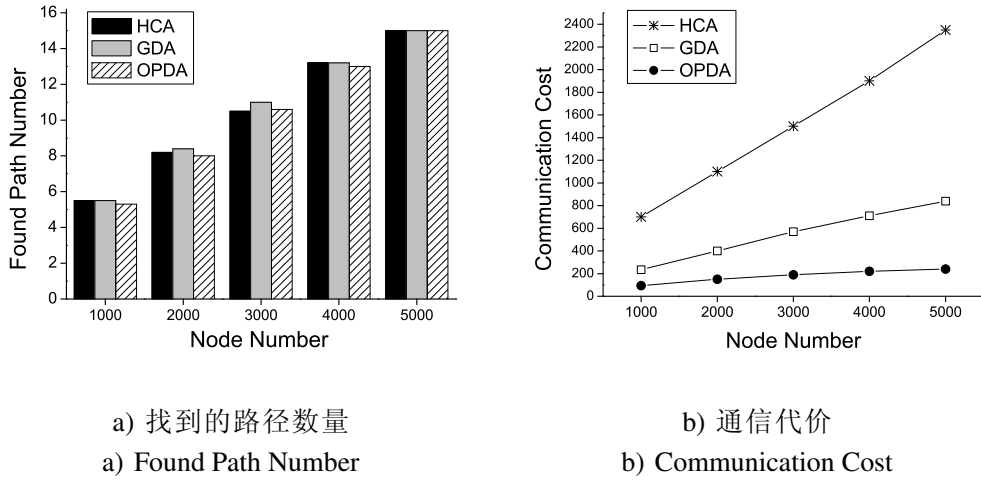 16
14
12
10
8
6
4
2
0
HCA
GDA
OPDA
Found Path Number
1000 2000 3000 4000 5000
Node Number
2400
2200
2000
1800
1600
1400
1200
1000
800
600
400
200
0
HCA
GDA
OPDA
Communication Cost
1000 2000 3000 4000 5000
Node Number
a) 找到的路径数量
a) Found Path Number
b) 通信代价
b) Communication Cost